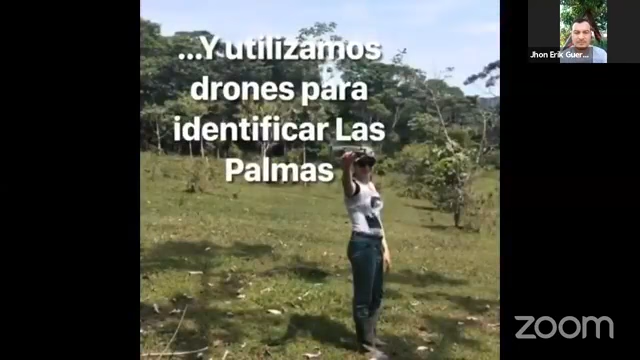 ...Y utilizamos
drones para
identificar Las
Palmas
Jhon Erik Guer...
zoom